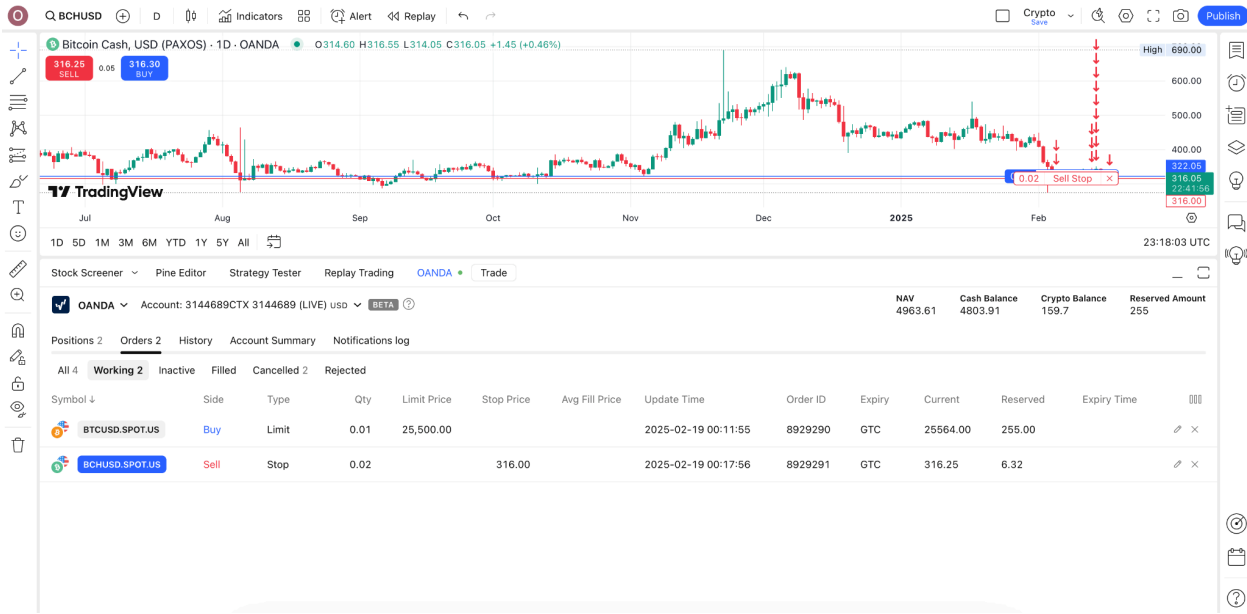 O BCHUSD D Indicators Alert Replay Crypto Save Publish
Bitcoin Cash, USD (PAXOS) · 1D · OANDA O314.60 H316.55 L314.05 C316.05 +1.45 (+0.46%)
316.25 SELL 0.05 316.30 BUY
High 690.00
600.00
500.00
400.00
322.05
0.02 Sell Stop ×
316.05
22:41:56
316.00
TradingView
Jul Aug Sep Oct Nov Dec 2025 Feb
1D 5D 1M 3M 6M YTD 1Y 5Y All 23:18:03 UTC
Stock Screener Pine Editor Strategy Tester Replay Trading OANDA Trade
OANDA Account: 3144689CTX 3144689 (LIVE) USD BETA ?
NAV Cash Balance Crypto Balance Reserved Amount
4963.61 4803.91 159.7 255
Positions 2 Orders 2 History Account Summary Notifications log
All 4 Working 2 Inactive Filled Cancelled 2 Rejected
Symbol ↓ Side Type Qty Limit Price Stop Price Avg Fill Price Update Time Order ID Expiry Current Reserved Expiry Time
BTCUSD.SPOT.US Buy Limit 0.01 25,500.00 2025-02-19 00:11:55 8929290 GTC 25564.00 255.00
BCHUSD.SPOT.US Sell Stop 0.02 316.00 2025-02-19 00:17:56 8929291 GTC 316.25 6.32